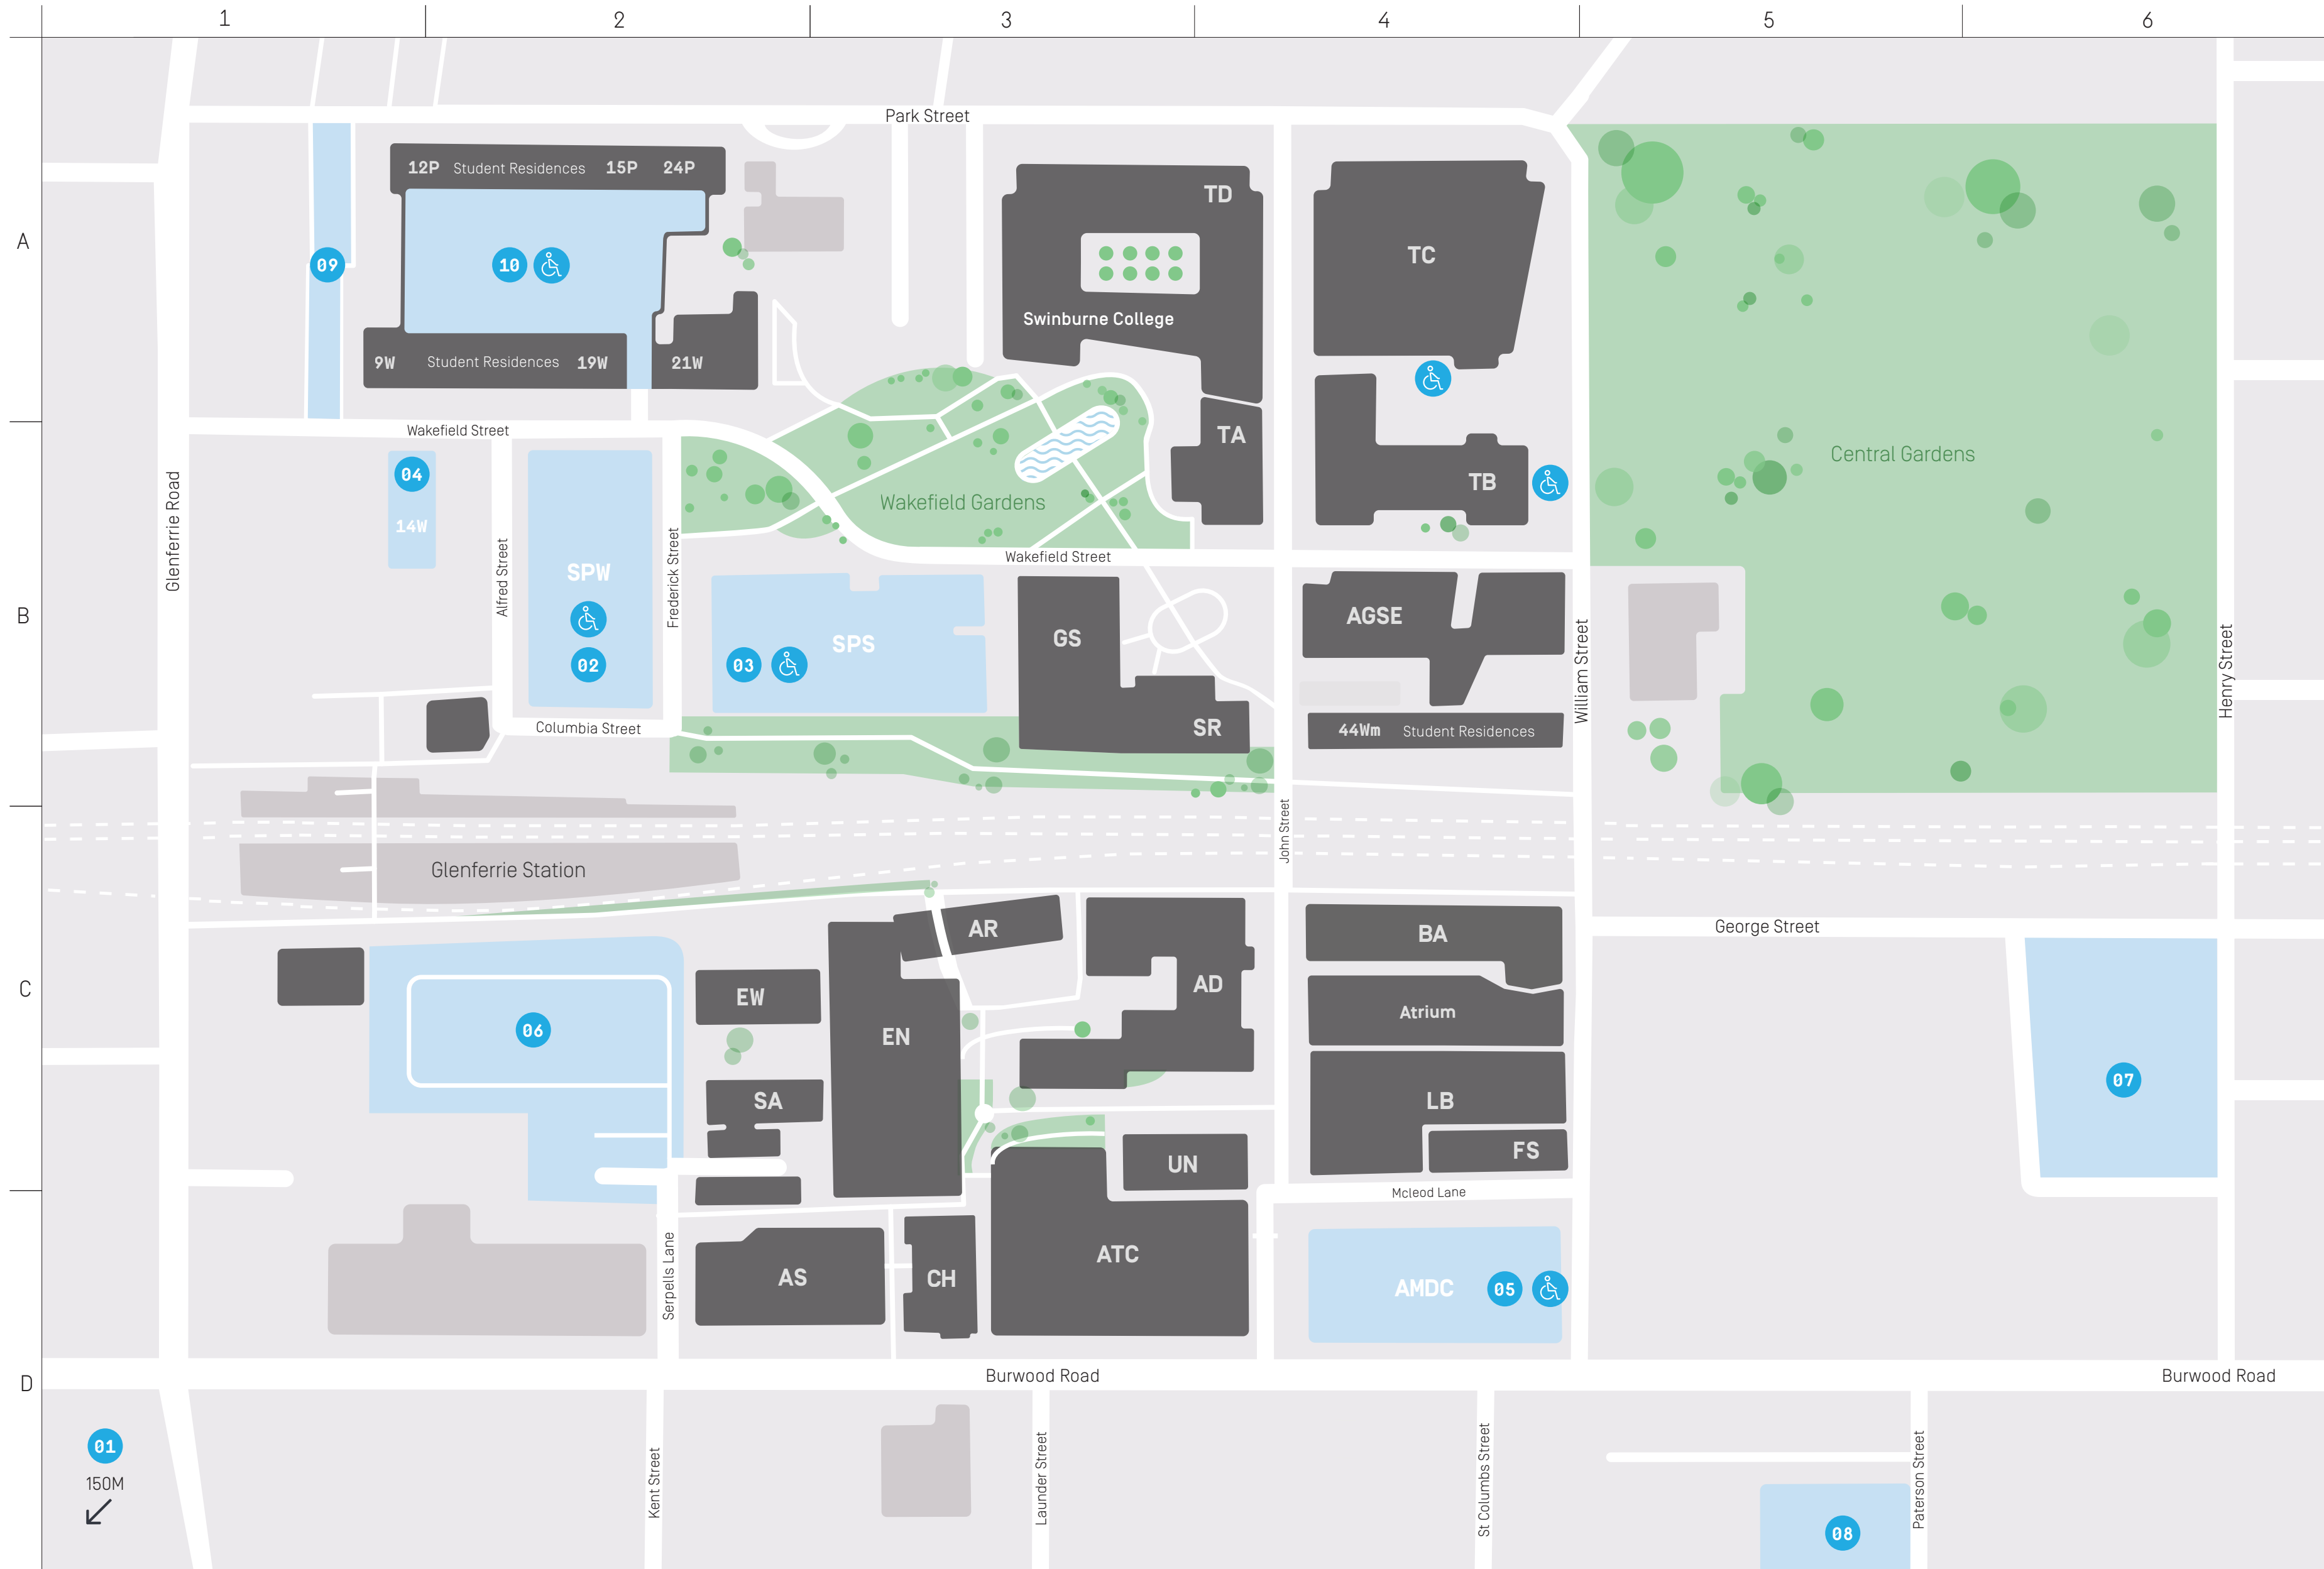 1 2 3 4 5 6
Park Street
12P Student Residences 15P 24P
TD
A
09
10
TC
Swinburne College
9W Student Residences 19W 21W
Wakefield Street
TA
04
Central Gardens
TB
Wakefield Gardens
14W
Glenferrie Road
Alfred Street
Frederick Street
Wakefield Street
SPW
B
AGSE
GS
SPS
02
03
William Street
Henry Street
Columbia Street
SR
44Wm Student Residences
John Street
Glenferrie Station
AR
BA
George Street
C
EW
AD
Atrium
06
EN
07
SA
LB
UN
FS
Mcleod Lane
Serpells Lane
AS
CH
ATC
AMDC 05
D
Burwood Road
Burwood Road
01
150M
Kent Street
Launder Street
St Columbs Street
Paterson Street
08